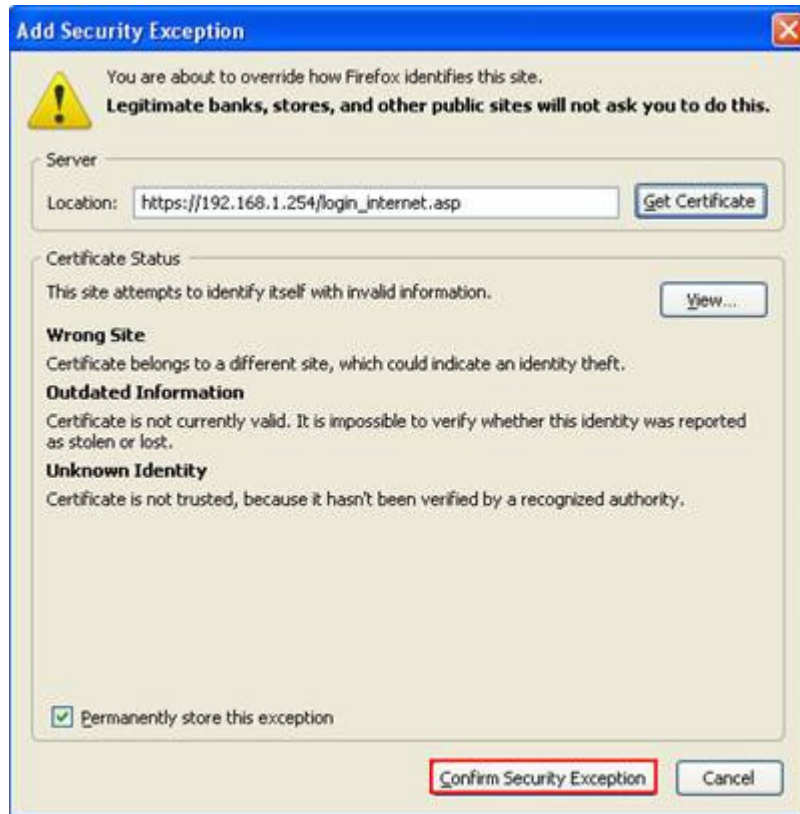 Add Security Exception
You are about to override how Firefox identifies this site.
Legitimate banks, stores, and other public sites will not ask you to do this.
Server
Location: https://192.168.1.254/login_internet.asp Get Certificate
Certificate Status
This site attempts to identify itself with invalid information.
View...
Wrong Site
Certificate belongs to a different site, which could indicate an identity theft.
Outdated Information
Certificate is not currently valid. It is impossible to verify whether this identity was reported
as stolen or lost.
Unknown Identity
Certificate is not trusted, because it hasn't been verified by a recognized authority.
Permanently store this exception
Confirm Security Exception Cancel